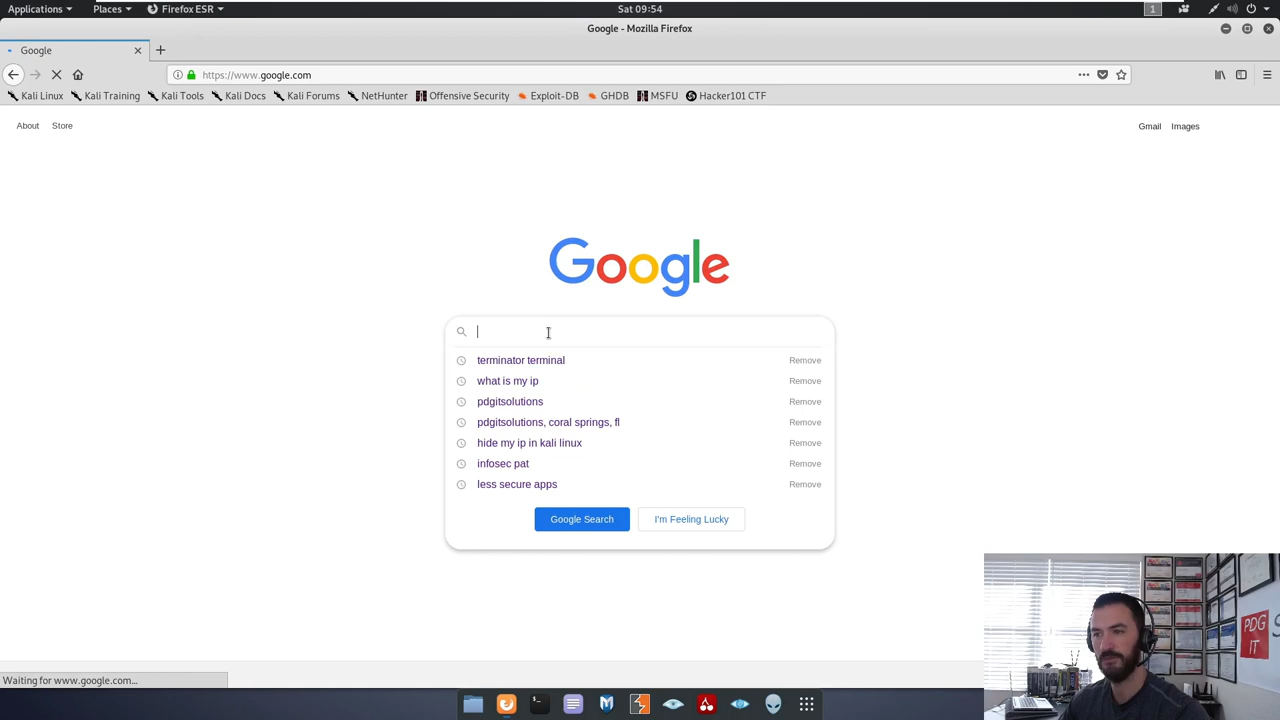 Applications Places Firefox ESR Sat 09:54 1
Google - Mozilla Firefox
Google
https://www.google.com
Kali Linux Kali Training Kali Tools Kali Docs Kali Forums NetHunter Offensive Security Exploit-DB GHDB MSFU Hacker101 CTF
About Store Gmail Images
Google
terminator terminal Remove
what is my ip Remove
pdgitsolutions Remove
pdgitsolutions, coral springs, fl Remove
hide my ip in kali linux Remove
infosec pat Remove
less secure apps Remove
Google Search I'm Feeling Lucky
PDG
IT
Waiting for www.google.com...